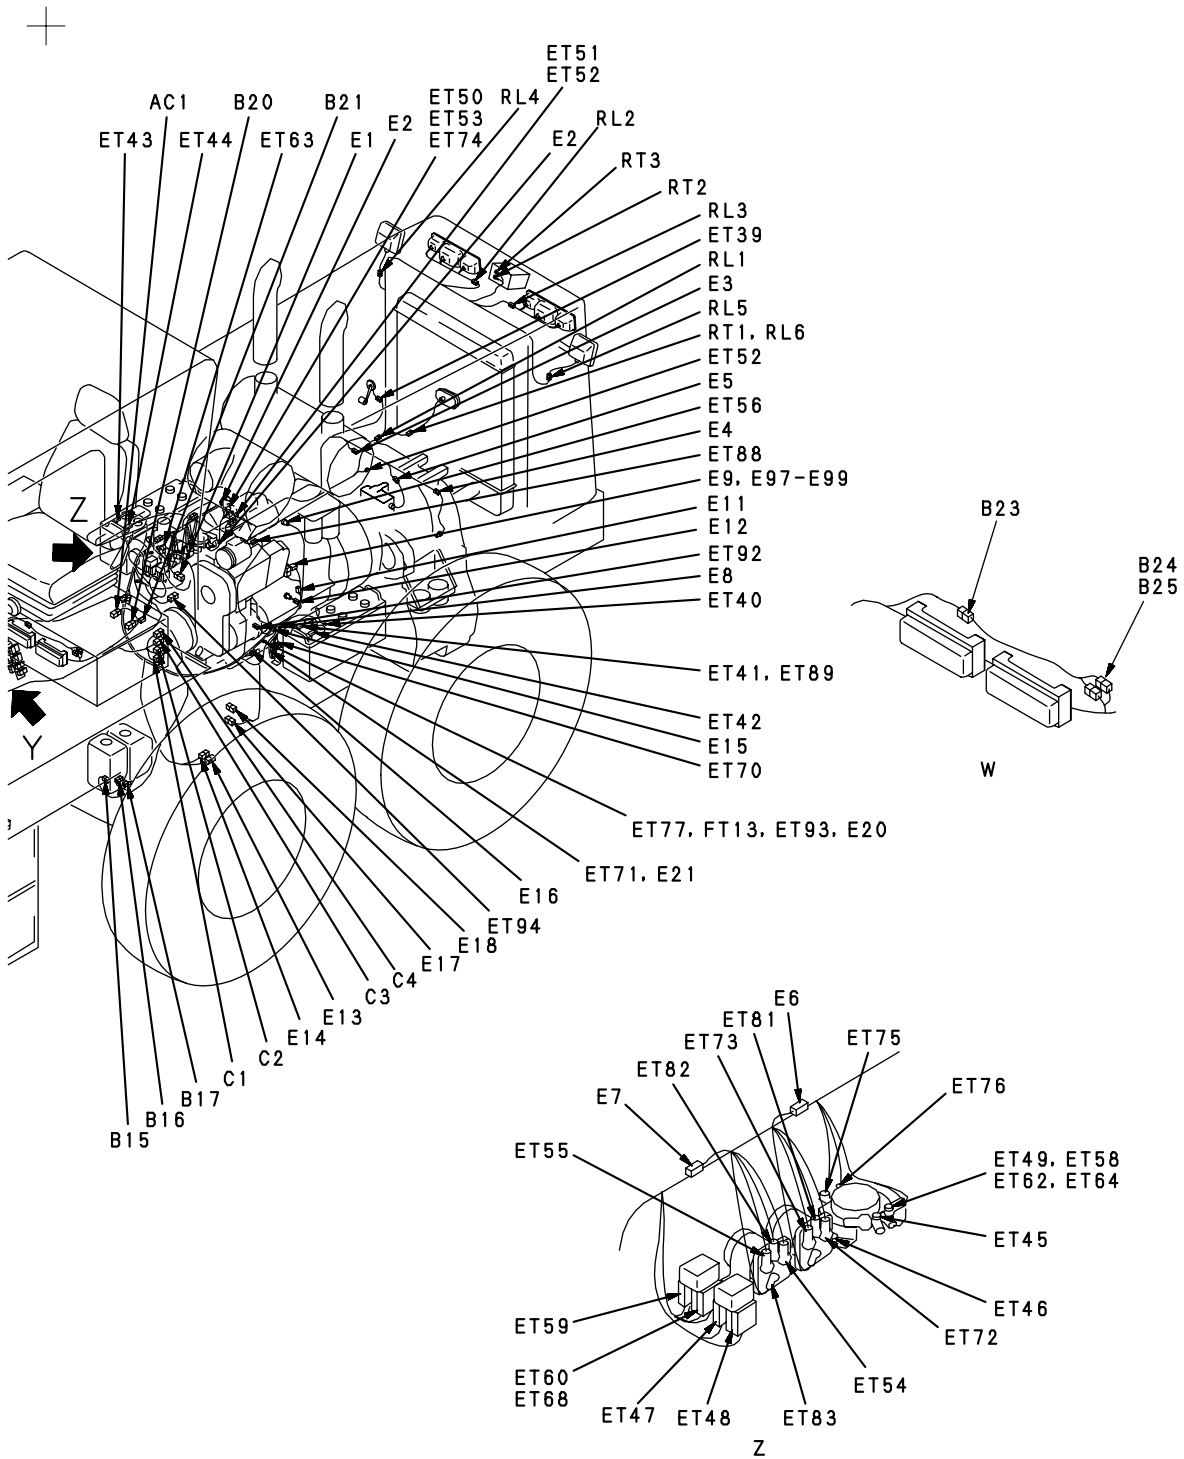 ET51
ET52
ET50
ET53
ET74
RL4
AC1
B20
B21
E2
RL2
ET43
ET44
ET63
E1
E2
RT3
RT2
RL3
ET39
RL1
E3
RL5
RT1, RL6
ET52
E5
ET56
E4
ET88
E9, E97-E99
E11
E12
ET92
E8
ET40
ET41, ET89
ET42
E15
ET70
ET77, FT13, ET93, E20
ET71, E21
E16
ET94
E18
E17
C4
C3
E13
E14
C2
C1
B17
B16
B15
Z
Y
B23
B24
B25
W
E6
ET81
ET73
ET75
ET82
ET76
E7
ET55
ET49, ET58
ET62, ET64
ET45
ET46
ET59
ET72
ET60
ET68
ET54
ET47
ET48
ET83
Z